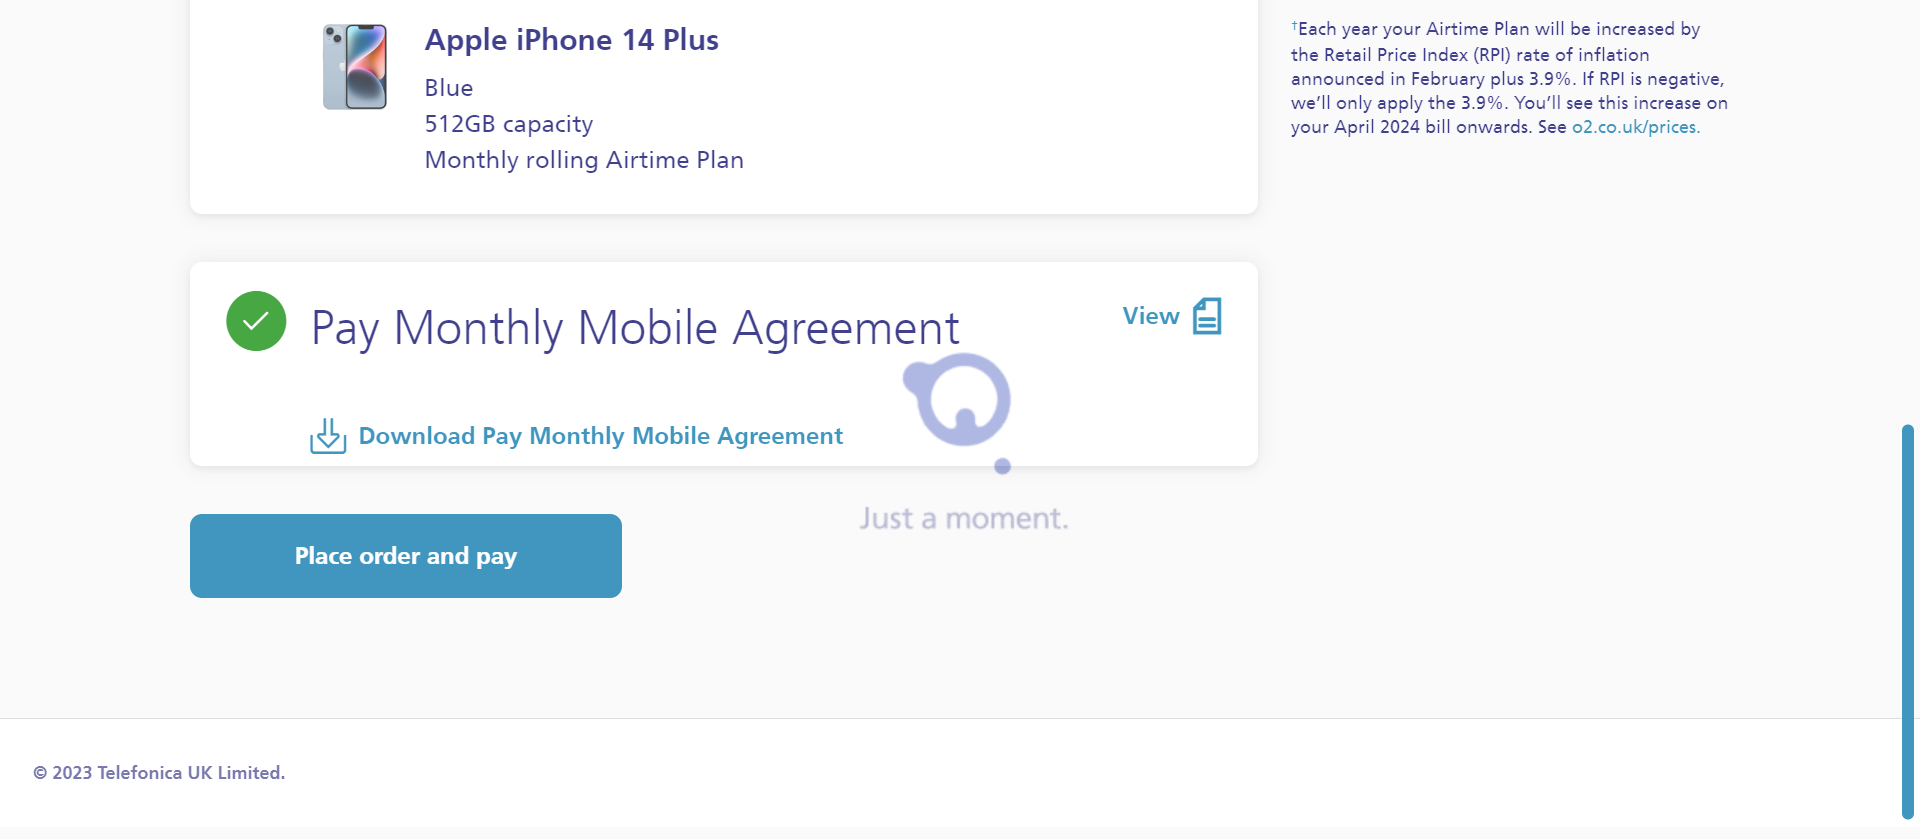 Apple iPhone 14 Plus
Blue
512GB capacity
Monthly rolling Airtime Plan
†Each year your Airtime Plan will be increased by
the Retail Price Index (RPI) rate of inflation
announced in February plus 3.9%. If RPI is negative,
we’ll only apply the 3.9%. You’ll see this increase on
your April 2024 bill onwards. See o2.co.uk/prices.
Pay Monthly Mobile Agreement
View
Download Pay Monthly Mobile Agreement
Just a moment.
Place order and pay
© 2023 Telefonica UK Limited.